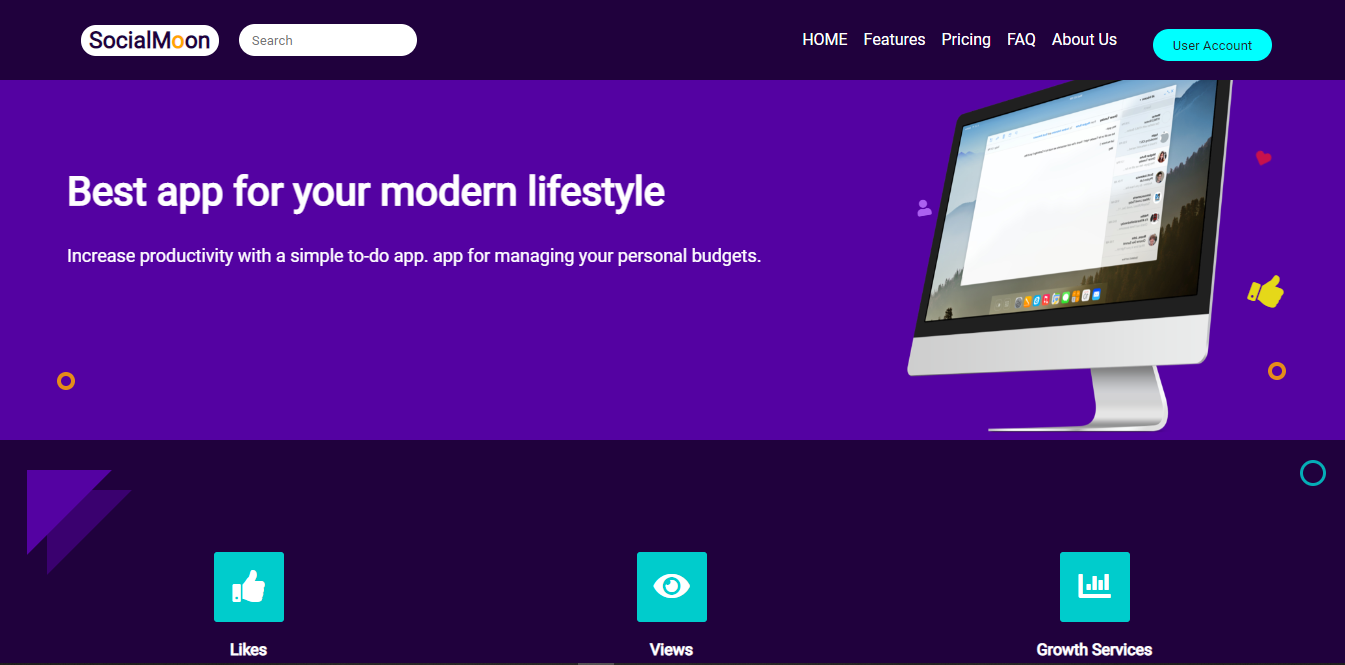 SocialMoon
Search
HOME Features Pricing FAQ About Us
User Account
Best app for your modern lifestyle
Increase productivity with a simple to-do app. app for managing your personal budgets.
Likes
Views
Growth Services